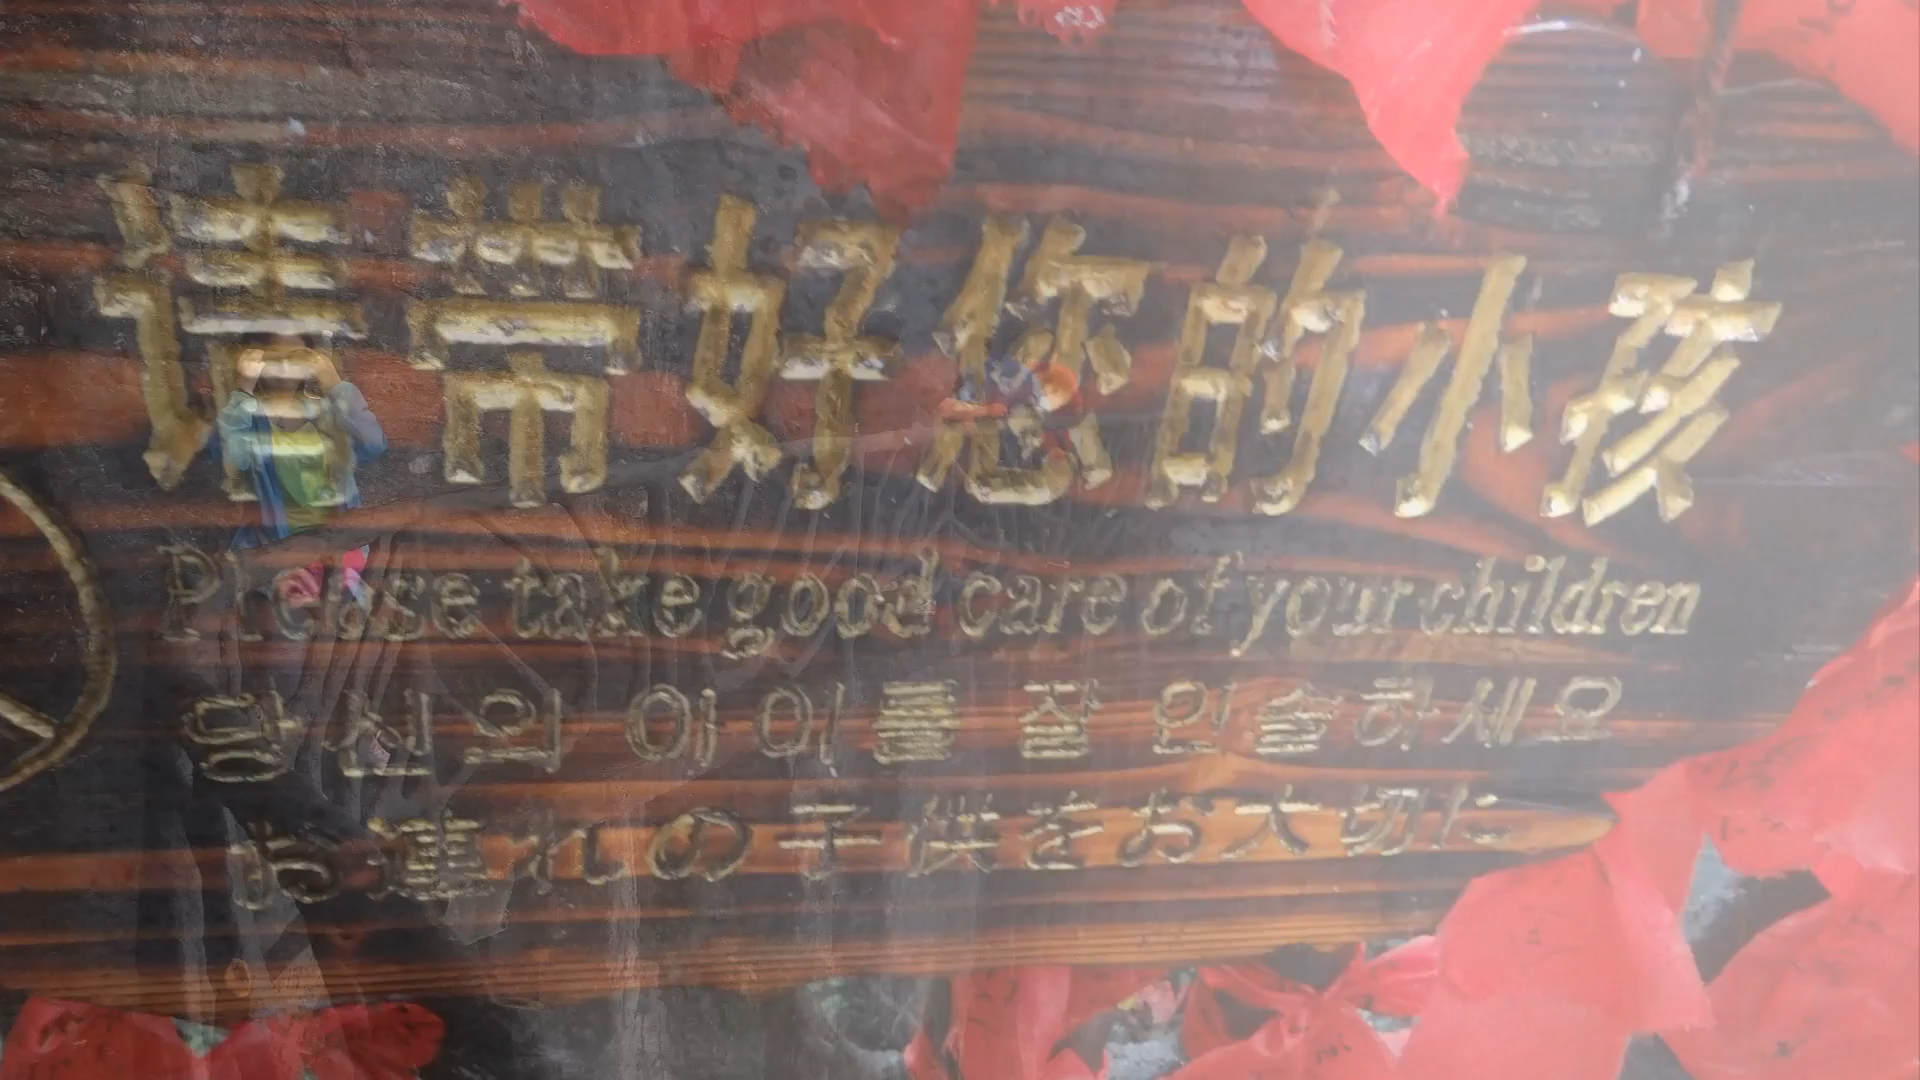 请带好您的小孩
Please take good care of your children
당신의 아이를 잘 인솔하세요
お連れの子供をお大切に